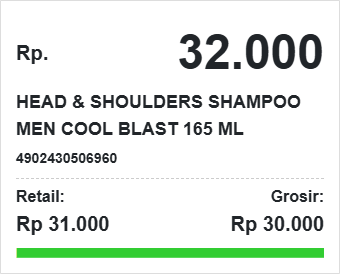 Rp. 32.000
HEAD & SHOULDERS SHAMPOO
MEN COOL BLAST 165 ML
4902430506960
Retail: Grosir:
Rp 31.000 Rp 30.000